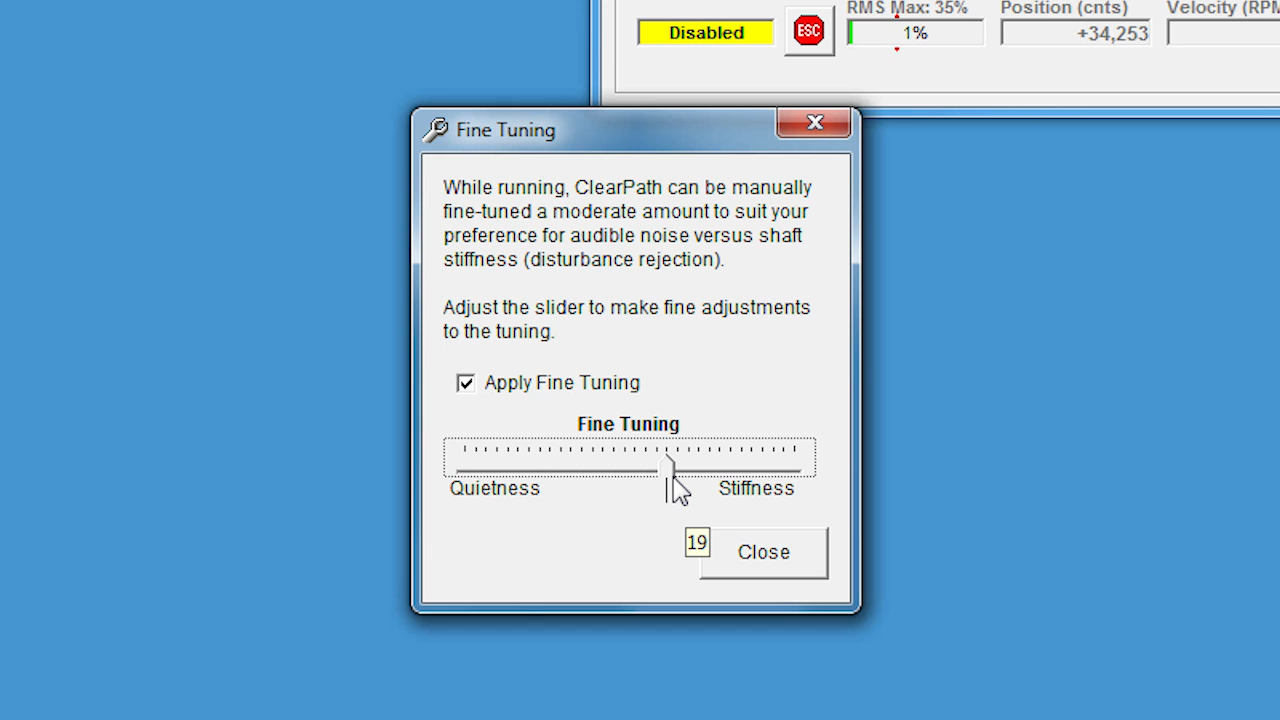 RMS Max: 35% Position (cnts) Velocity (RPM
Disabled ESC 1% +34,253
Fine Tuning X
While running, ClearPath can be manually
fine-tuned a moderate amount to suit your
preference for audible noise versus shaft
stiffness (disturbance rejection).
Adjust the slider to make fine adjustments
to the tuning.
Apply Fine Tuning
Fine Tuning
Quietness Stiffness
19 Close